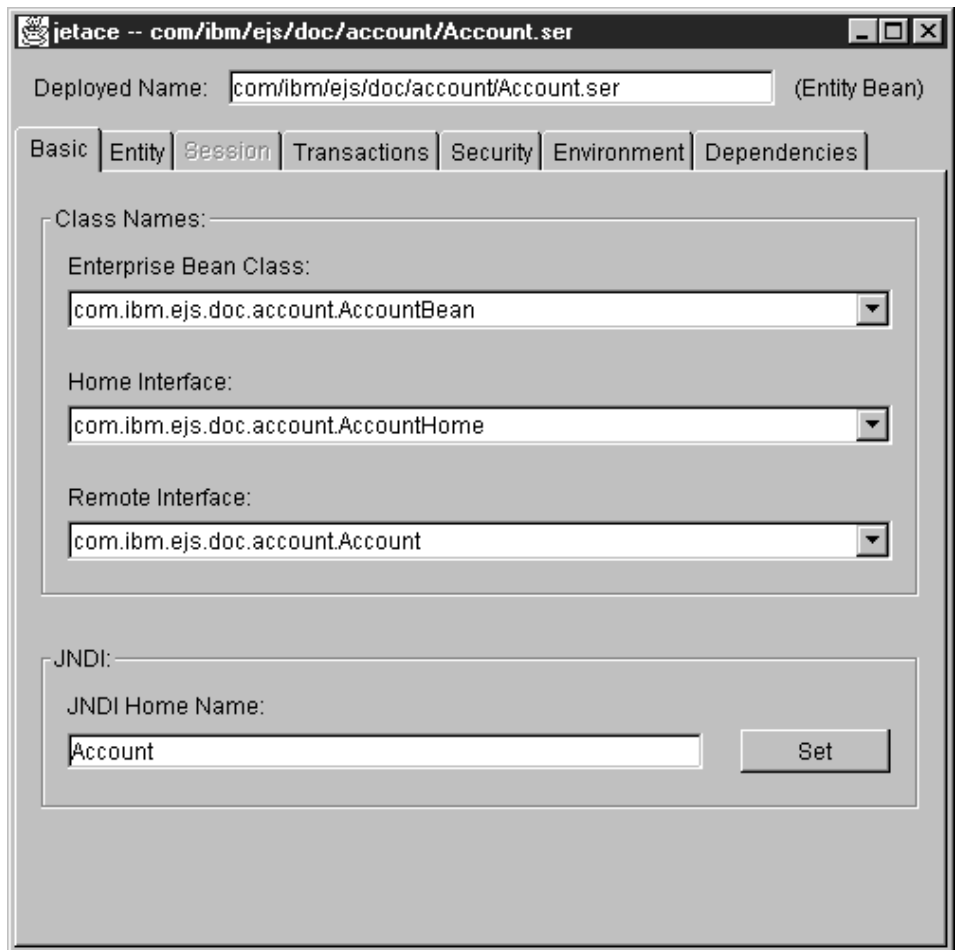 jetace -- com/ibm/ejs/doc/account/Account.ser
Deployed Name: com/ibm/ejs/doc/account/Account.ser (Entity Bean)
Basic Entity Session Transactions Security Environment Dependencies
Class Names:
Enterprise Bean Class:
com.ibm.ejs.doc.account.AccountBean
Home Interface:
com.ibm.ejs.doc.account.AccountHome
Remote Interface:
com.ibm.ejs.doc.account.Account
JNDI:
JNDI Home Name:
Account Set